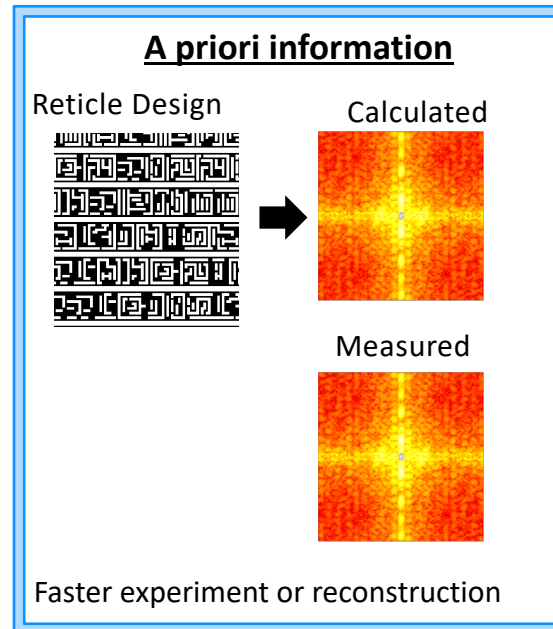 A priori information
Reticle Design
Calculated
Measured
Faster experiment or reconstruction